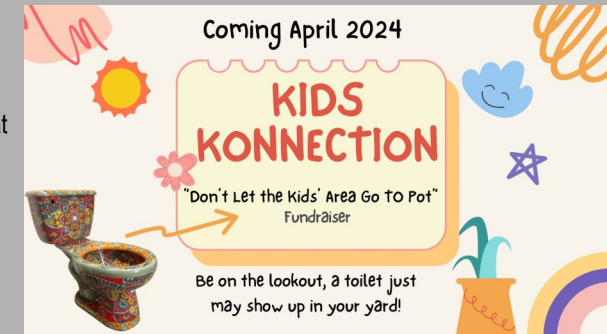 Coming April 2024
KIDS
KONNECTION
"Don't Let the Kids' Area Go TO Pot"
Fundraiser
Be on the lookout, a toilet just
may show up in your yard!